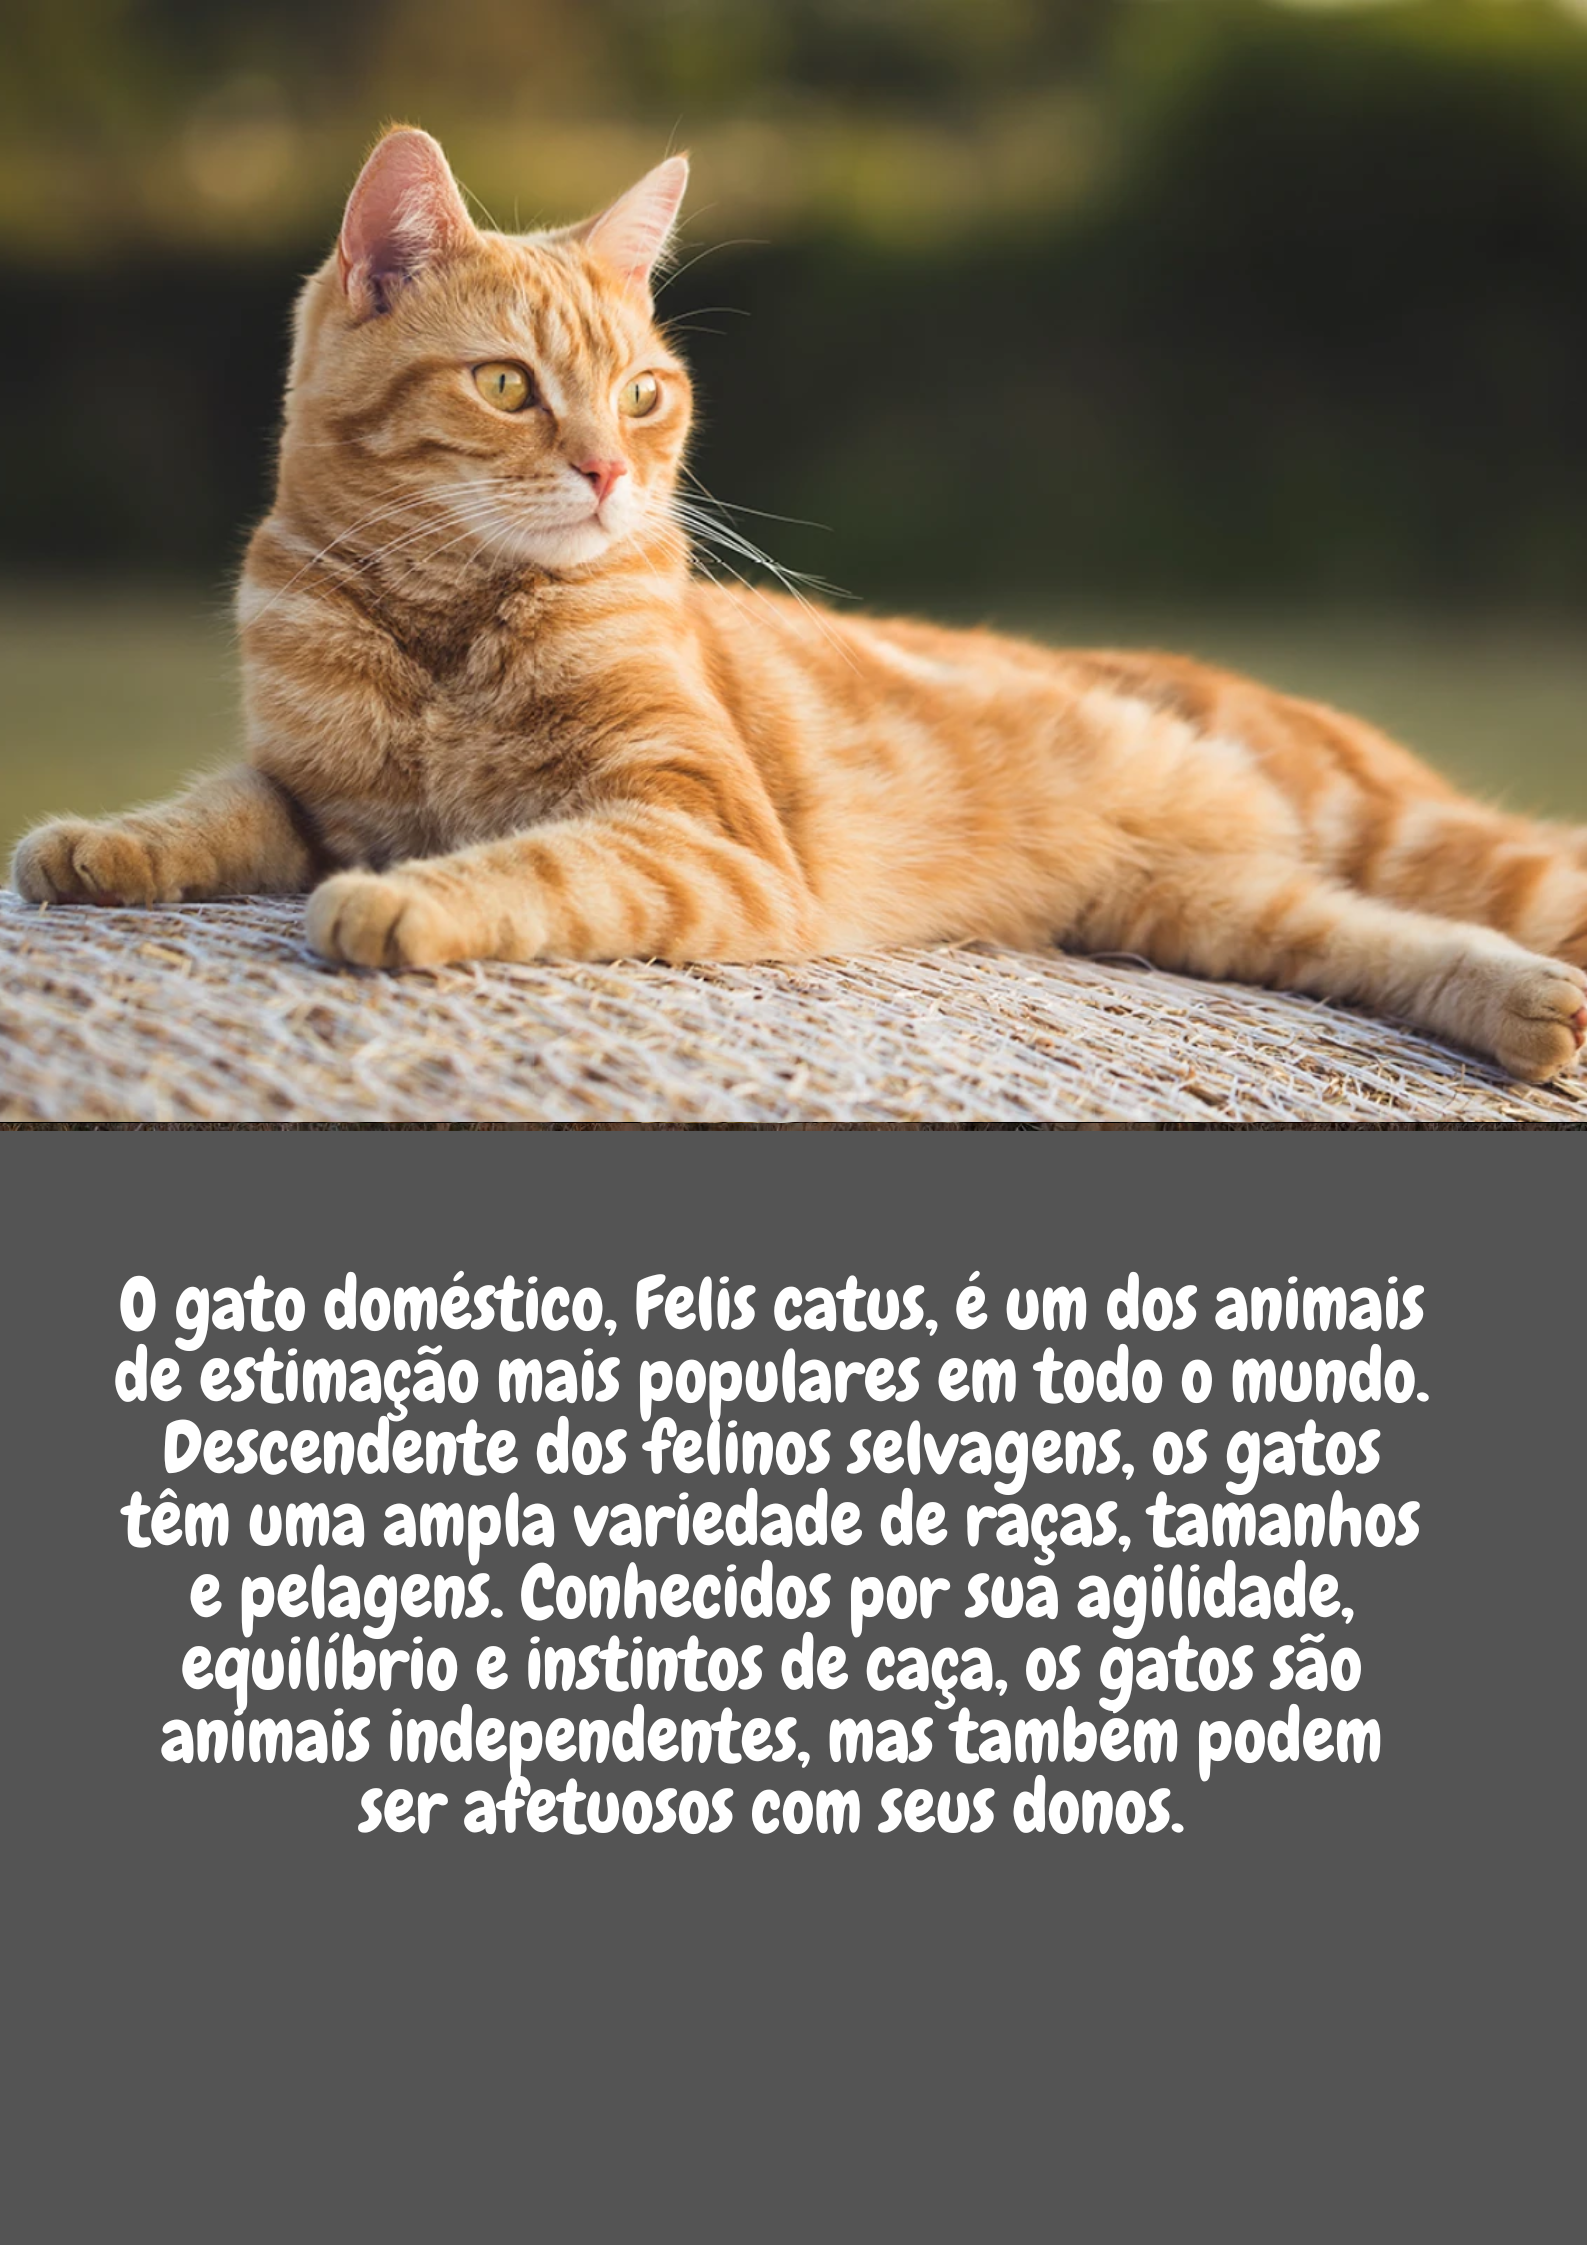 O gato doméstico, Felis catus, é um dos animais
de estimação mais populares em todo o mundo.
Descendente dos felinos selvagens, os gatos
têm uma ampla variedade de raças, tamanhos
e pelagens. Conhecidos por sua agilidade,
equilíbrio e instintos de caça, os gatos são
animais independentes, mas também podem
ser afetuosos com seus donos.